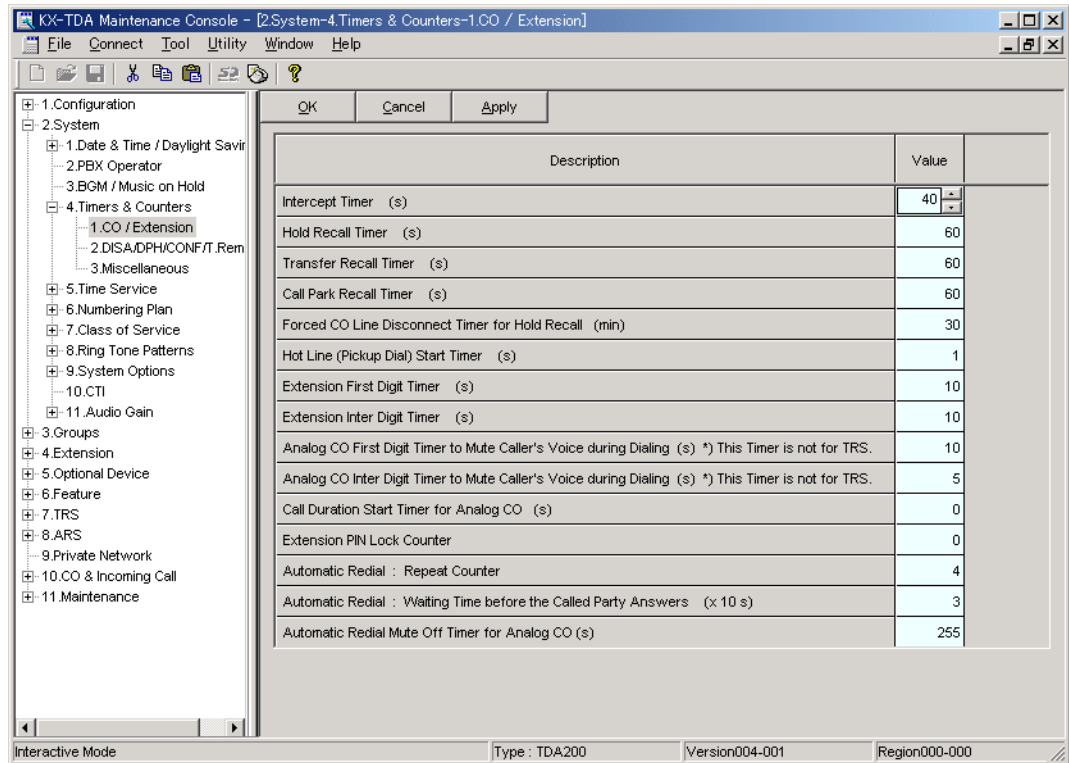 KX-TDA Maintenance Console - [2.System-4.Timers & Counters-1.CO / Extension]
File Connect Tool Utility Window Help
1.Configuration
2.System
1.Date & Time / Daylight Savir
2.PBX Operator
3.BGM / Music on Hold
4.Timers & Counters
1.CO / Extension
2.DISA/DPH/CONF/T.Rem
3.Miscellaneous
5.Time Service
6.Numbering Plan
7.Class of Service
8.Ring Tone Patterns
9.System Options
10.CTI
11.Audio Gain
3.Groups
4.Extension
5.Optional Device
6.Feature
7.TRS
8.ARS
9.Private Network
10.CO & Incoming Call
11.Maintenance
OK Cancel Apply
Description Value
Intercept Timer (s) 40
Hold Recall Timer (s) 60
Transfer Recall Timer (s) 60
Call Park Recall Timer (s) 60
Forced CO Line Disconnect Timer for Hold Recall (min) 30
Hot Line (Pickup Dial) Start Timer (s) 1
Extension First Digit Timer (s) 10
Extension Inter Digit Timer (s) 10
Analog CO First Digit Timer to Mute Caller's Voice during Dialing (s) *) This Timer is not for TRS. 10
Analog CO Inter Digit Timer to Mute Caller's Voice during Dialing (s) *) This Timer is not for TRS. 5
Call Duration Start Timer for Analog CO (s) 0
Extension PIN Lock Counter 0
Automatic Redial : Repeat Counter 4
Automatic Redial : Waiting Time before the Called Party Answers (x 10 s) 3
Automatic Redial Mute Off Timer for Analog CO (s) 255
Interactive Mode Type : TDA200 Version004-001 Region000-000